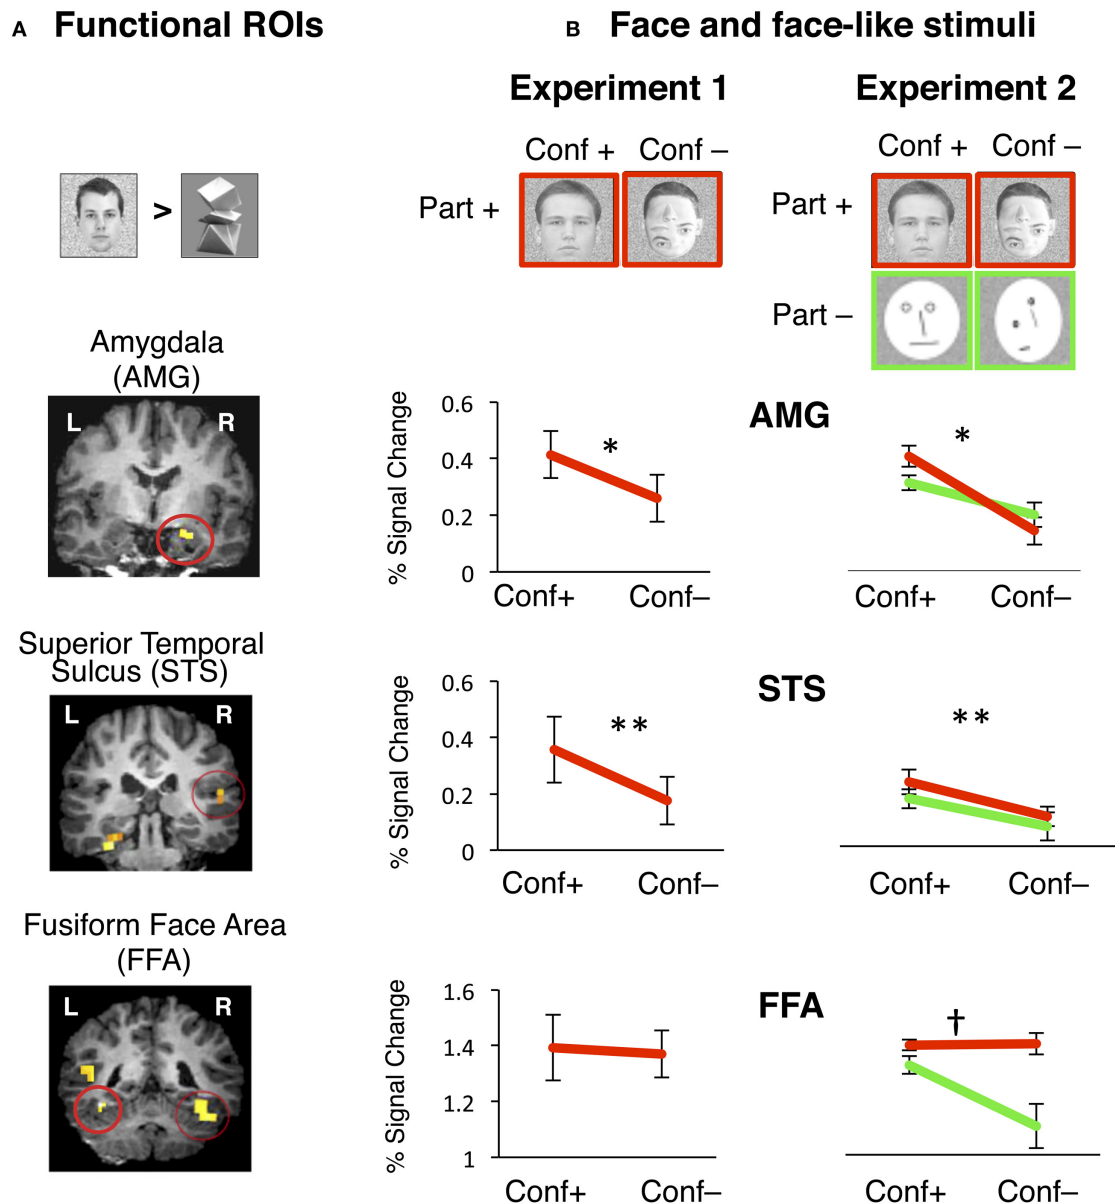 A Functional ROIs
B Face and face-like stimuli
Experiment 1
Experiment 2
Conf + Conf –
Conf + Conf –
>
Part +
Part +
Part –
Amygdala
(AMG)
L R
% Signal Change
0.6
0.4
0.2
0
*
Conf+ Conf–
AMG
*
Conf+ Conf–
Superior Temporal
Sulcus (STS)
L R
% Signal Change
0.6
0.4
0.2
0
**
Conf+ Conf–
STS
**
Conf+ Conf–
Fusiform Face Area
(FFA)
L R
% Signal Change
1.6
1.4
1.2
1
Conf+ Conf–
FFA
†
Conf+ Conf–